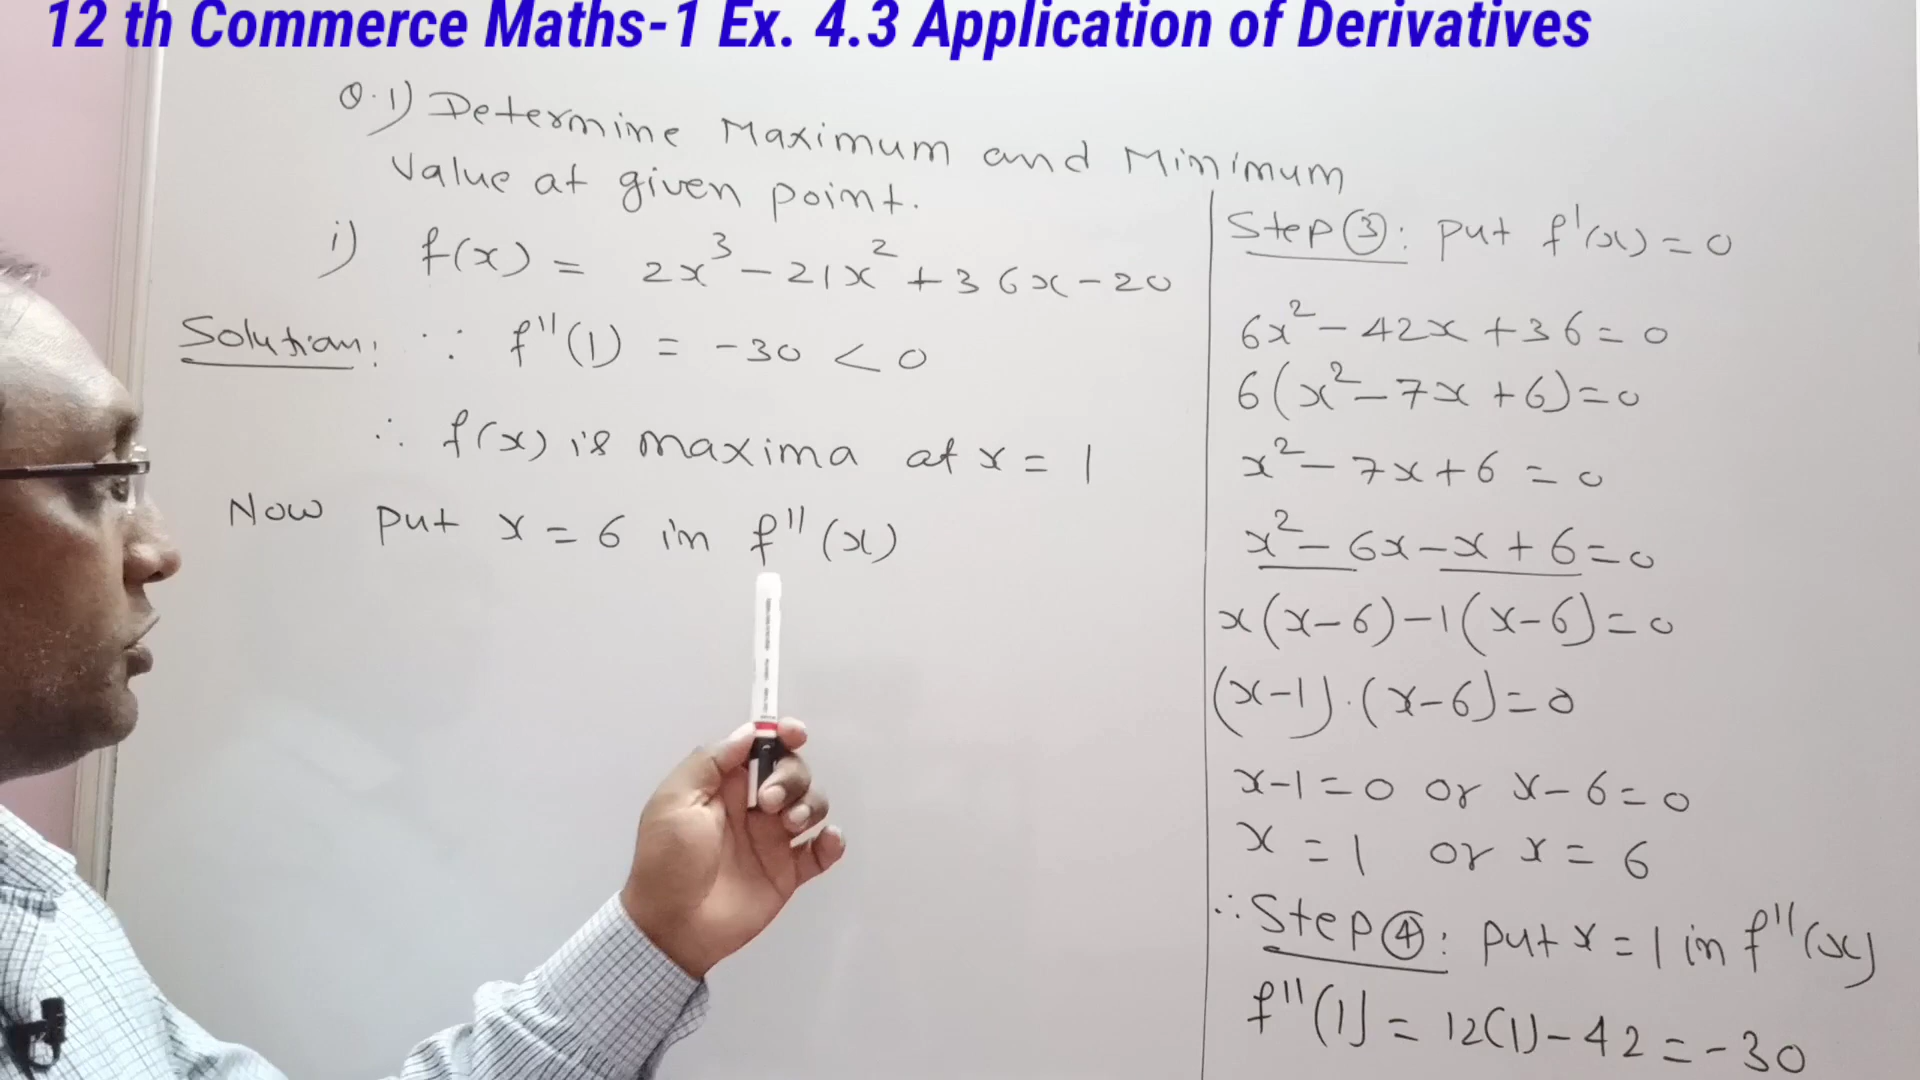 12 th Commerce Maths-1 Ex. 4.3 Application of Derivatives
Q.1) Determine Maximum and Minimum
Value at given point.
i) f(x) = 2x³ - 21x² + 36x - 20
Solution: ∵ f''(1) = -30 < 0
∴ f(x) is maxima at x = 1
Now put x = 6 in f''(x)
Step ③: put f'(x) = 0
6x² - 42x + 36 = 0
6(x² - 7x + 6) = 0
x² - 7x + 6 = 0
x² - 6x - x + 6 = 0
x(x-6) - 1(x-6) = 0
(x-1).(x-6) = 0
x-1 = 0 or x-6 = 0
x = 1 or x = 6
∴ Step ④: put x = 1 in f''(x)
f''(1) = 12(1) - 42 = -30